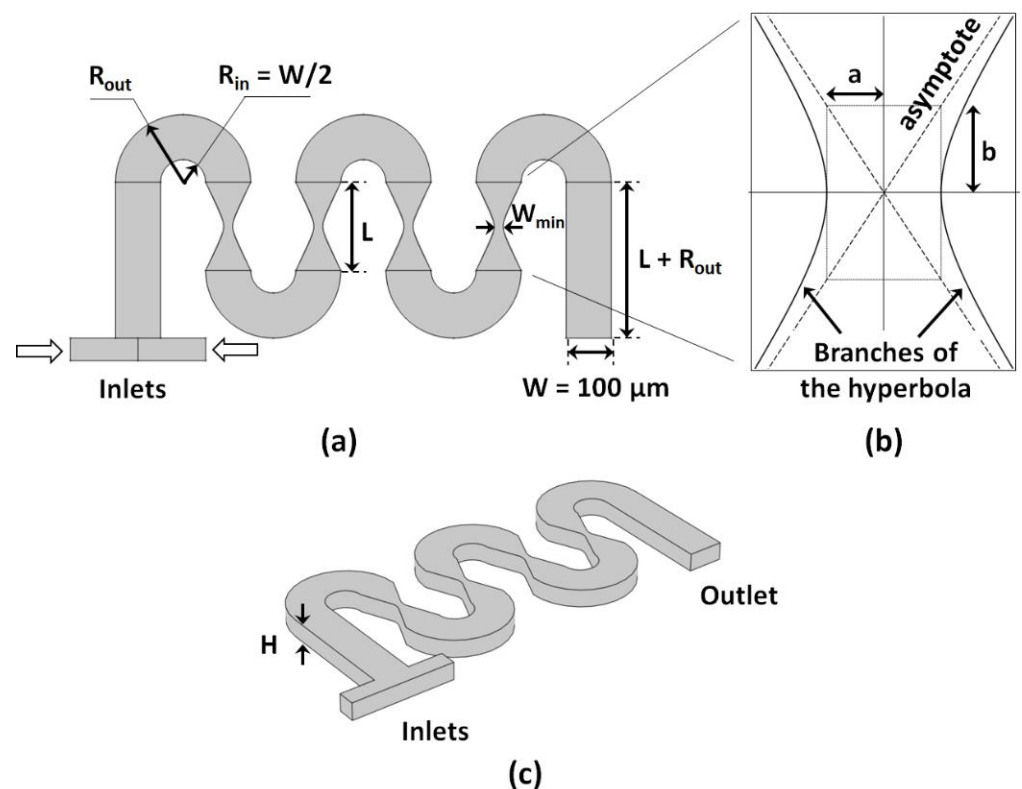 R_out
R_in = W/2
L
W_min
L + R_out
Inlets
W = 100 µm
(a)
a
asymptote
b
Branches of
the hyperbola
(b)
H
Outlet
Inlets
(c)